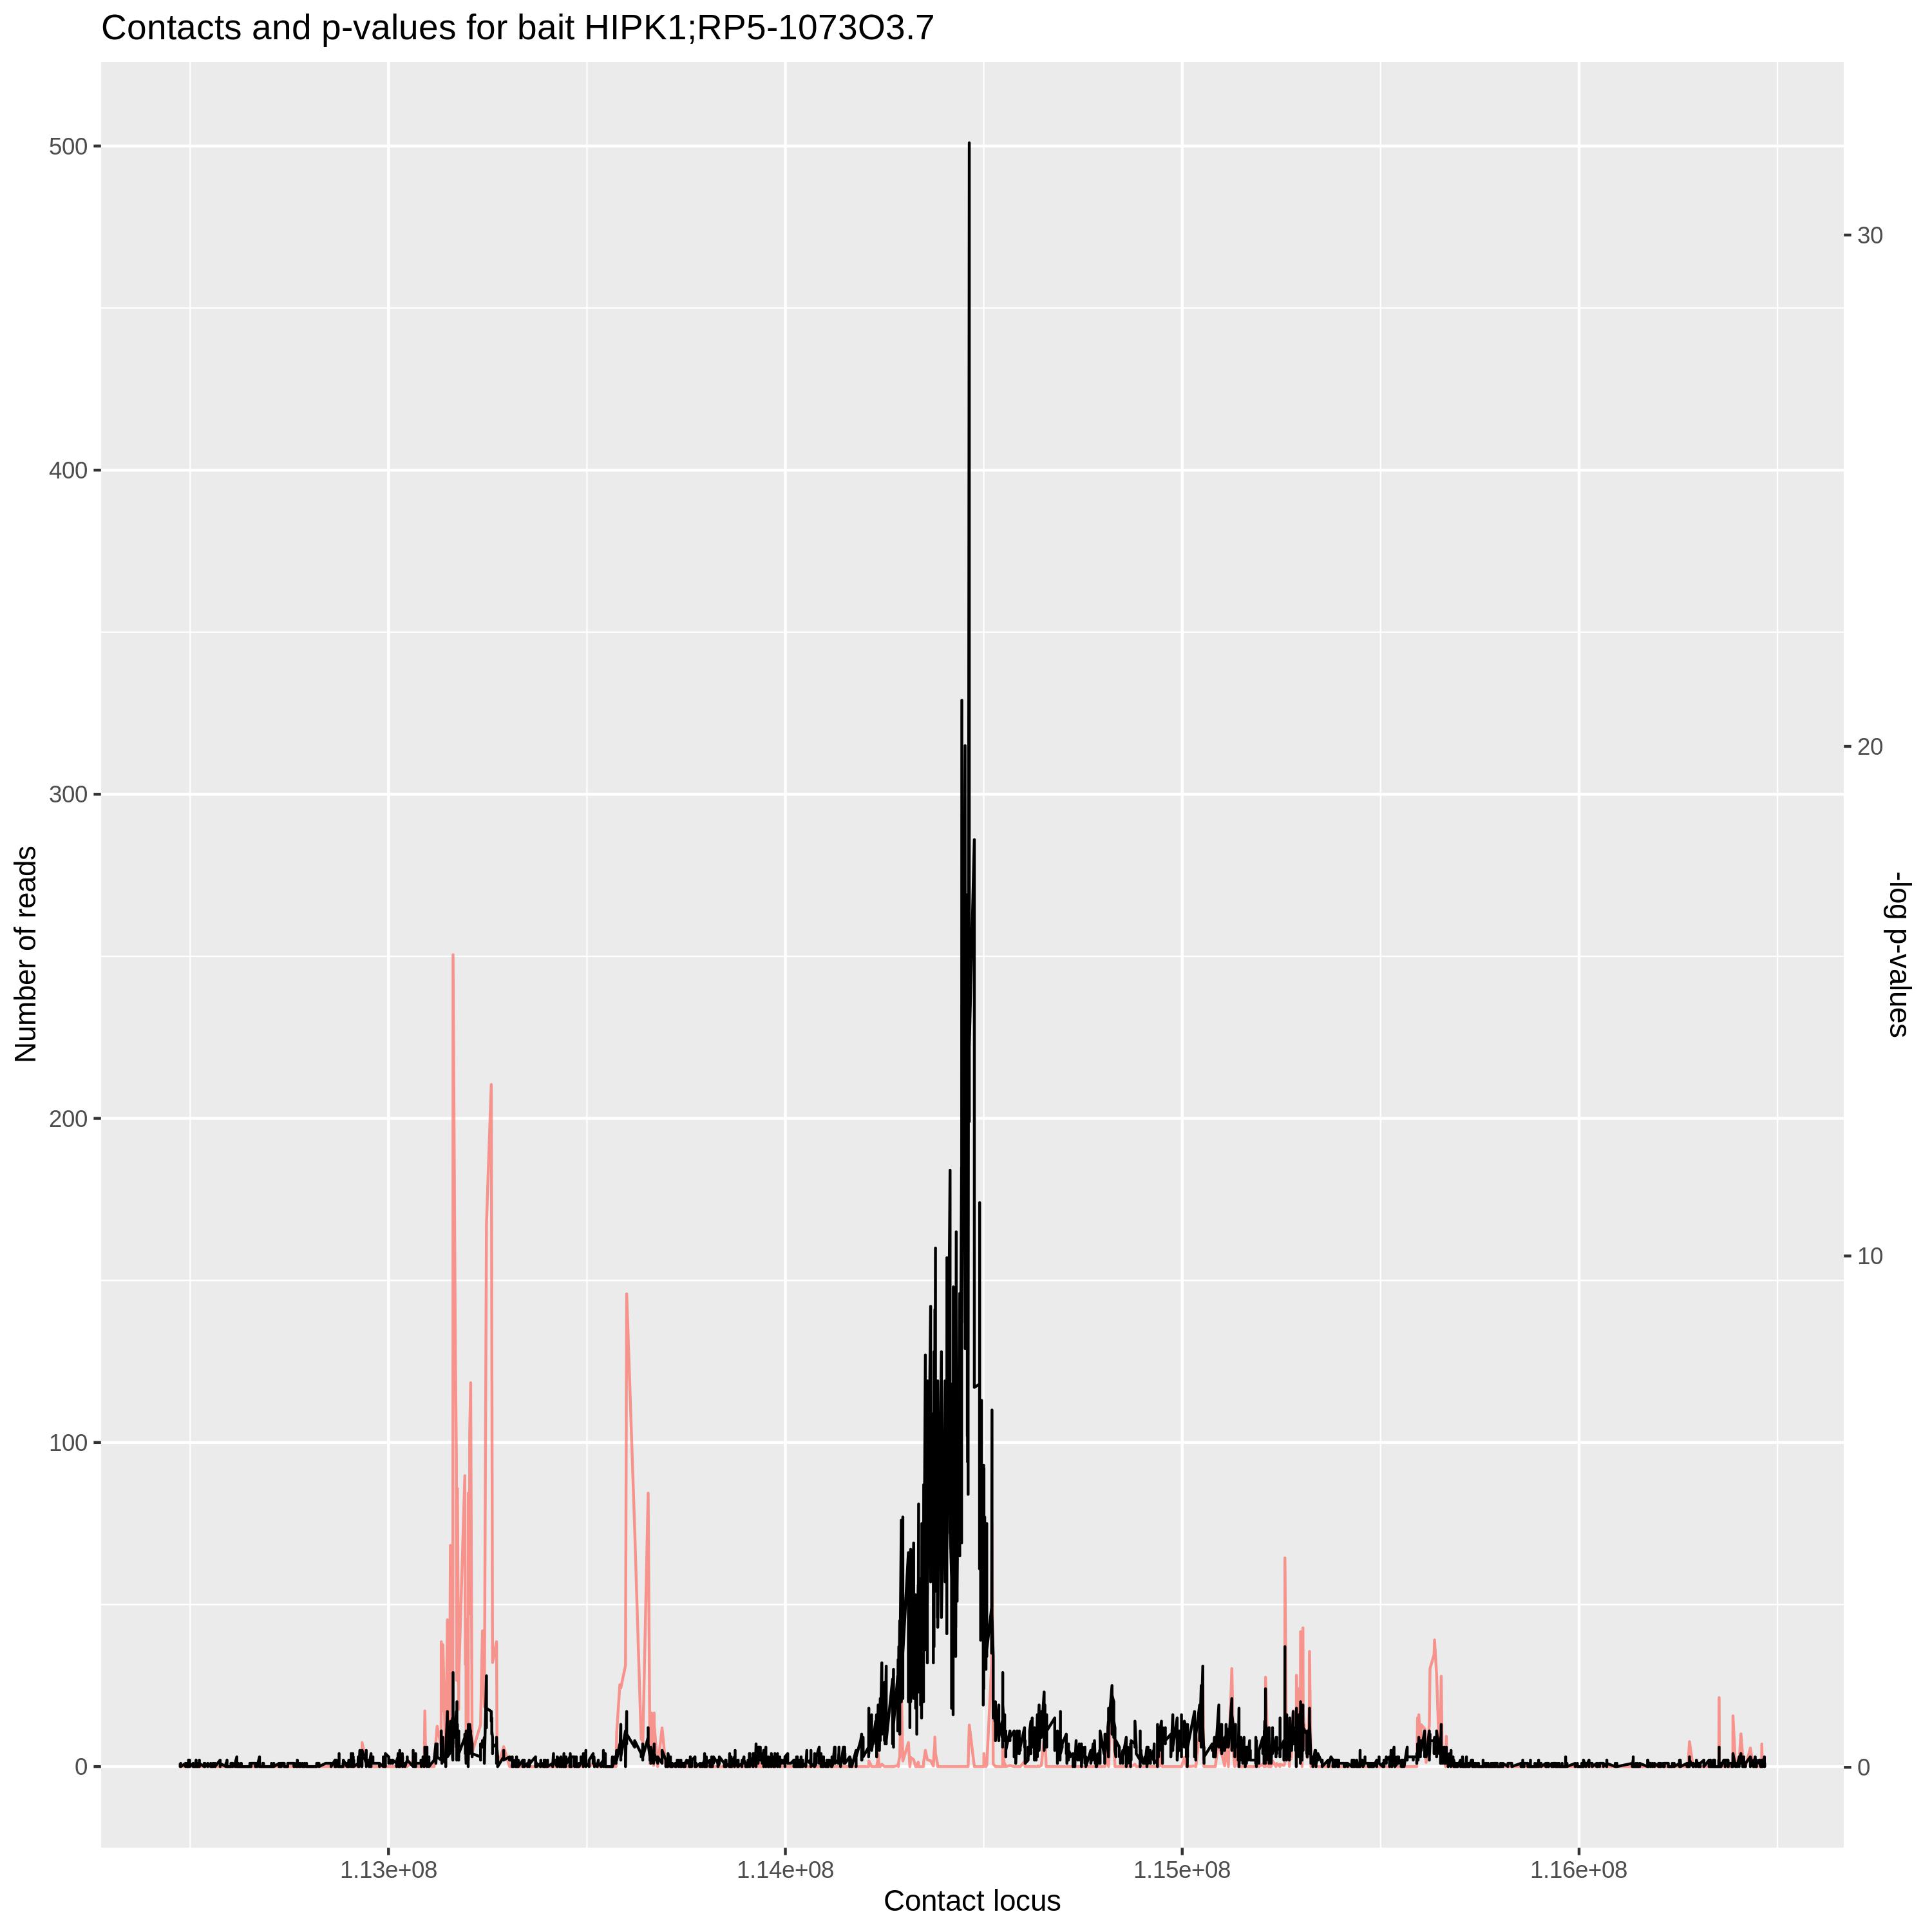 Contacts and p-values for bait HIPK1;RP5-1073O3.7
500
400
300
200
100
0
Number of reads
30
20
10
0
-log p-values
1.13e+08 1.14e+08 1.15e+08 1.16e+08
Contact locus